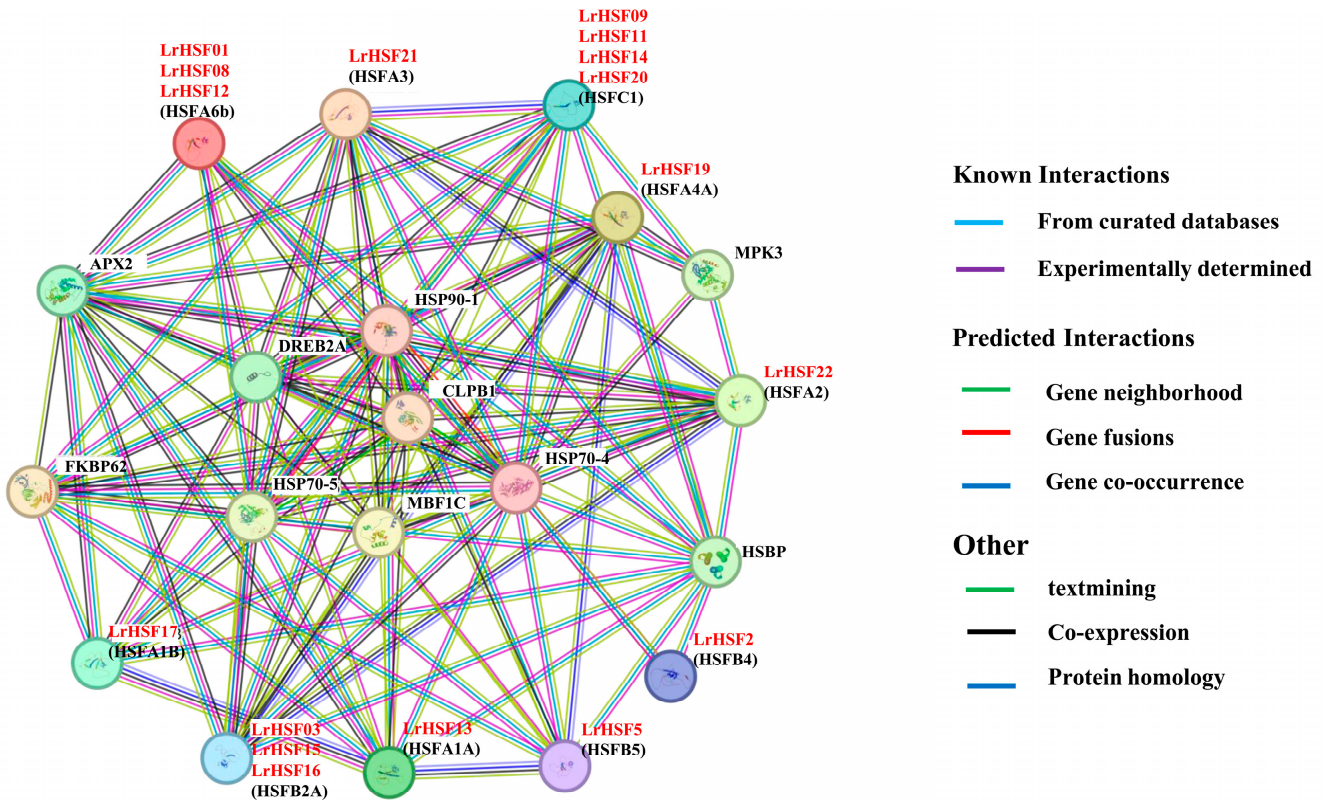 LrHSF09
LrHSF11
LrHSF14
LrHSF20
(HSFC1)
LrHSF01
LrHSF08
LrHSF12
(HSFA6b)
LrHSF21
(HSFA3)
LrHSF19
(HSFA4A)
MPK3
APX2
HSP90-1
DREB2A
CLPB1
LrHSF22
(HSFA2)
FKBP62
HSP70-4
HSP70-5
MBF1C
HSBP
LrHSF17
(HSFA1B)
LrHSF2
(HSFB4)
LrHSF03
LrHSF15
LrHSF16
(HSFB2A)
LrHSF13
(HSFA1A)
LrHSF5
(HSFB5)
Known Interactions
From curated databases
Experimentally determined
Predicted Interactions
Gene neighborhood
Gene fusions
Gene co-occurrence
Other
textmining
Co-expression
Protein homology